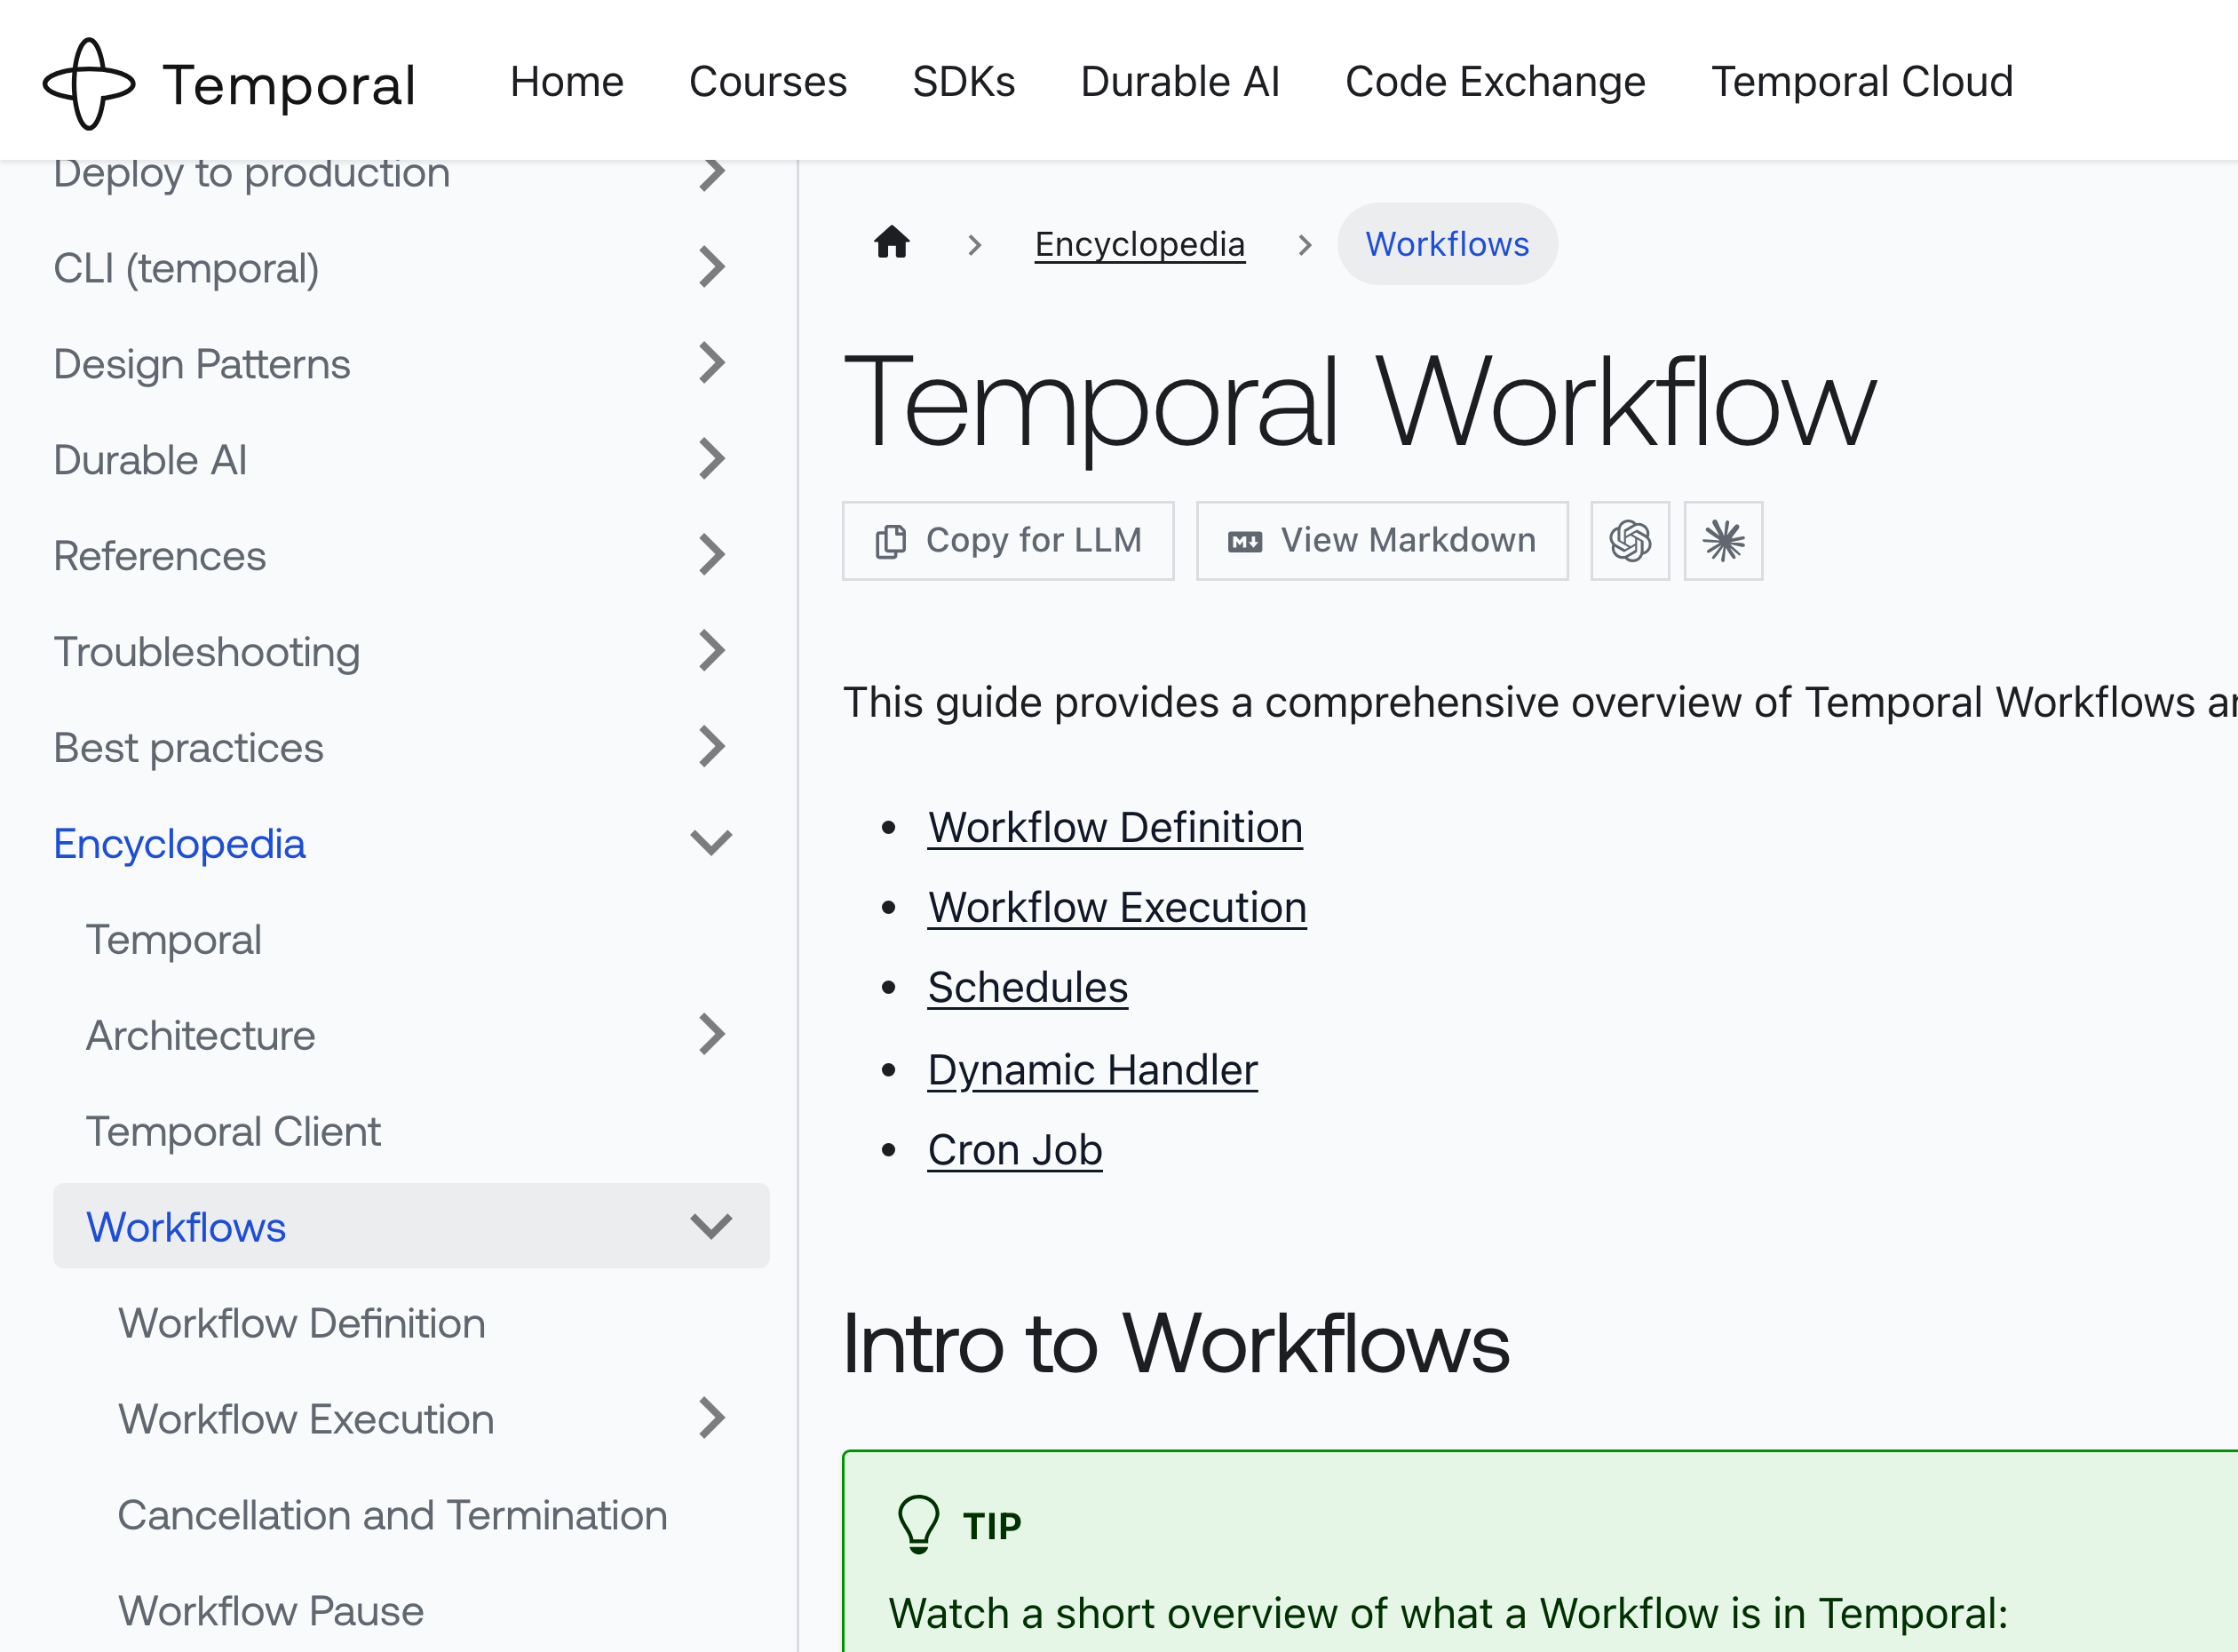 Temporal
Home
Courses
SDKs
Durable AI
Code Exchange
Temporal Cloud
Deploy to production
CLI (temporal)
Design Patterns
Durable AI
References
Troubleshooting
Best practices
Encyclopedia
Temporal
Architecture
Temporal Client
Workflows
Workflow Definition
Workflow Execution
Cancellation and Termination
Workflow Pause
Encyclopedia
Workflows
Temporal Workflow
Copy for LLM
View Markdown
This guide provides a comprehensive overview of Temporal Workflows
Workflow Definition
Workflow Execution
Schedules
Dynamic Handler
Cron Job
Intro to Workflows
TIP
Watch a short overview of what a Workflow is in Temporal: